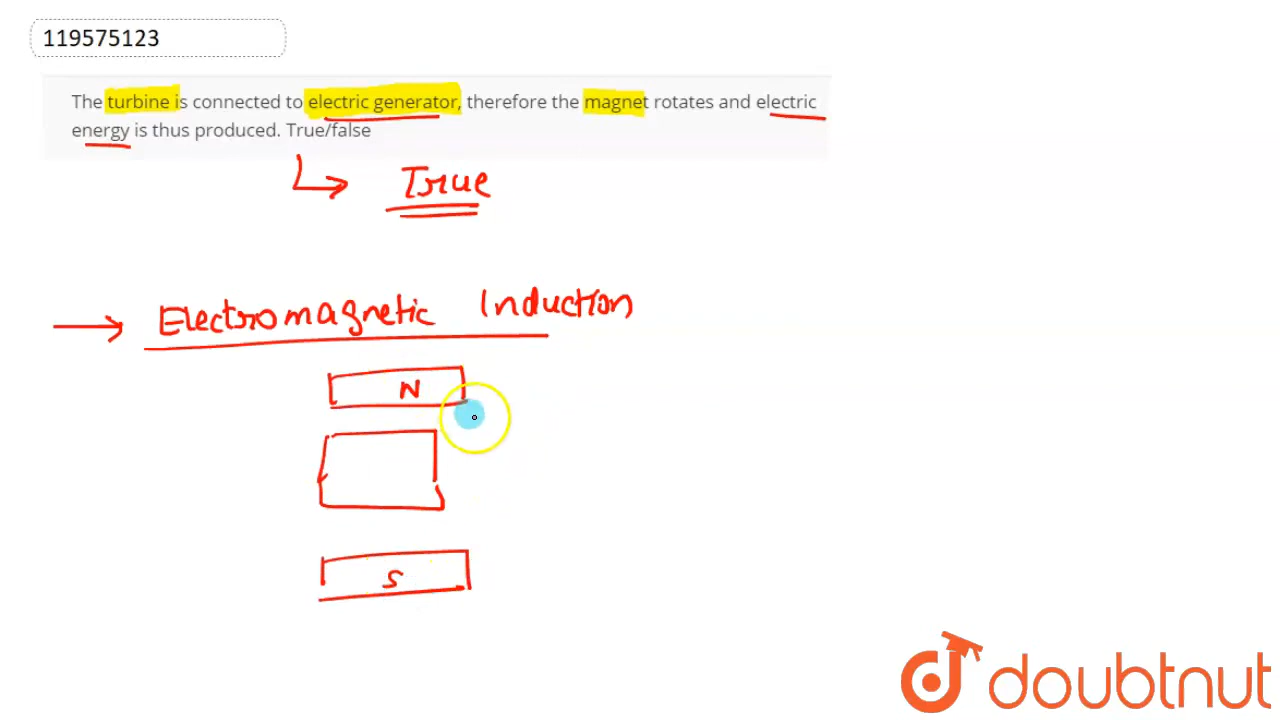 119575123
The turbine is connected to electric generator, therefore the magnet rotates and electric
energy is thus produced. True/false
True
Electromagnetic Induction
N
S
doubtnut